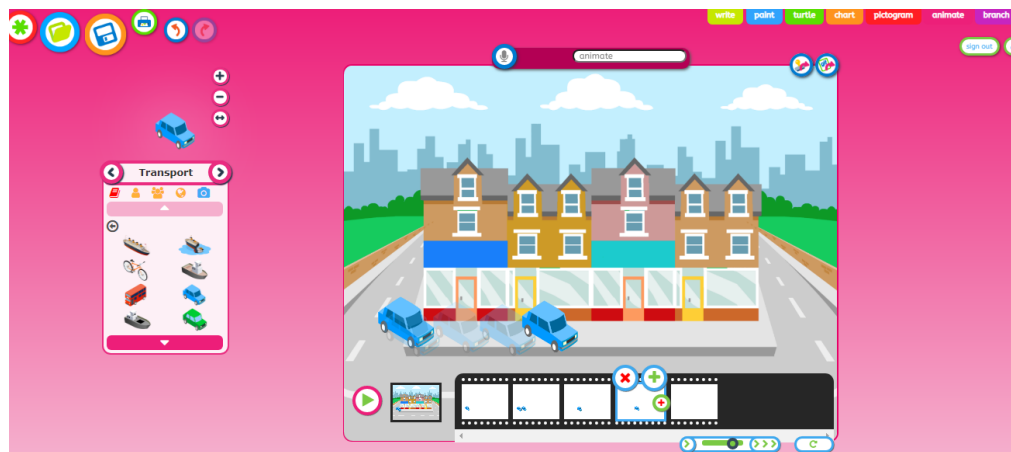 write paint turtle chart pictogram animate branch
sign out
animate
Transport